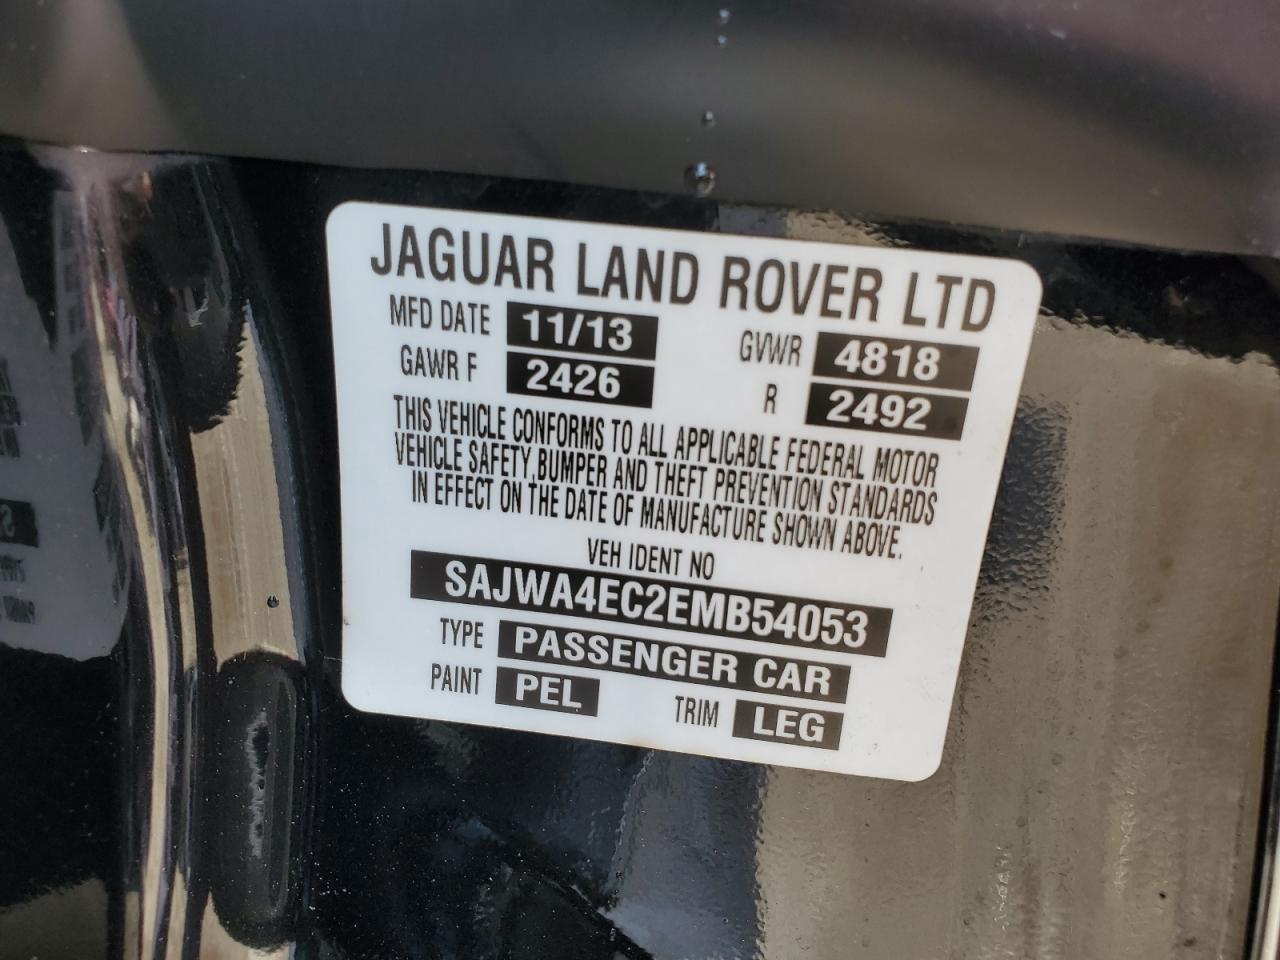 JAGUAR LAND ROVER LTD
MFD DATE 11/13 GVWR 4818
GAWR F 2426 R 2492
THIS VEHICLE CONFORMS TO ALL APPLICABLE FEDERAL MOTOR
VEHICLE SAFETY, BUMPER AND THEFT PREVENTION STANDARDS
IN EFFECT ON THE DATE OF MANUFACTURE SHOWN ABOVE.
VEH IDENT NO
SAJWA4EC2EMB54053
TYPE PASSENGER CAR
PAINT PEL TRIM LEG